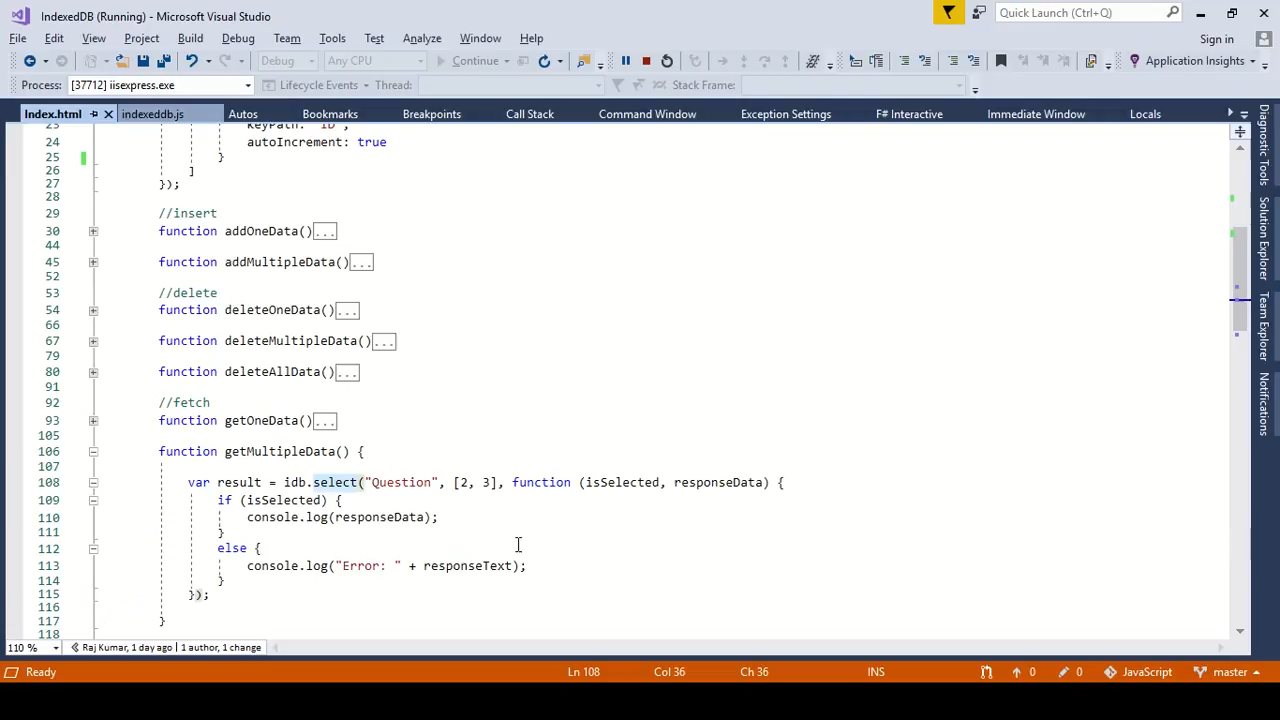 IndexedDB (Running) - Microsoft Visual Studio
Quick Launch (Ctrl+Q)
File Edit View Project Build Debug Team Tools Test Analyze Window Help
Sign in
Debug Any CPU Continue Application Insights
Process: [37712] iisexpress.exe Lifecycle Events Thread: Stack Frame:
Index.html indexeddb.js Autos Bookmarks Breakpoints Call Stack Command Window Exception Settings F# Interactive Immediate Window Locals
24 autoIncrement: true
25 }
26 ]
27 });
28
29 //insert
30 function addOneData()...
44
45 function addMultipleData()...
52
53 //delete
54 function deleteOneData()...
66
67 function deleteMultipleData()...
79
80 function deleteAllData()...
91
92 //fetch
93 function getOneData()...
105
106 function getMultipleData() {
107
108 var result = idb.select("Question", [2, 3], function (isSelected, responseData) {
109 if (isSelected) {
110 console.log(responseData);
111 }
112 else {
113 console.log("Error: " + responseText);
114 }
115 });
116
117 }
118
Diagnostic Tools
Solution Explorer
Team Explorer
Notifications
110 % Raj Kumar, 1 day ago | 1 author, 1 change
Ready Ln 108 Col 36 Ch 36 INS 0 0 JavaScript master